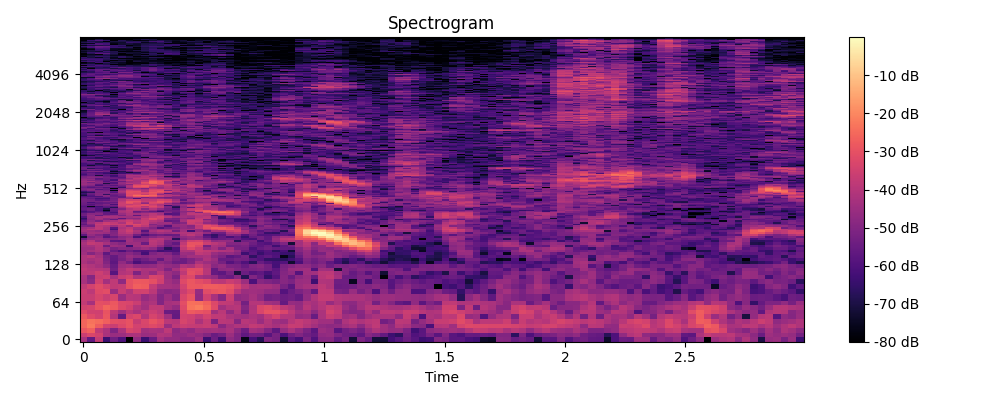 Spectrogram
Hz
4096
2048
1024
512
256
128
64
0
0
0.5
1
1.5
2
2.5
Time
-10 dB
-20 dB
-30 dB
-40 dB
-50 dB
-60 dB
-70 dB
-80 dB